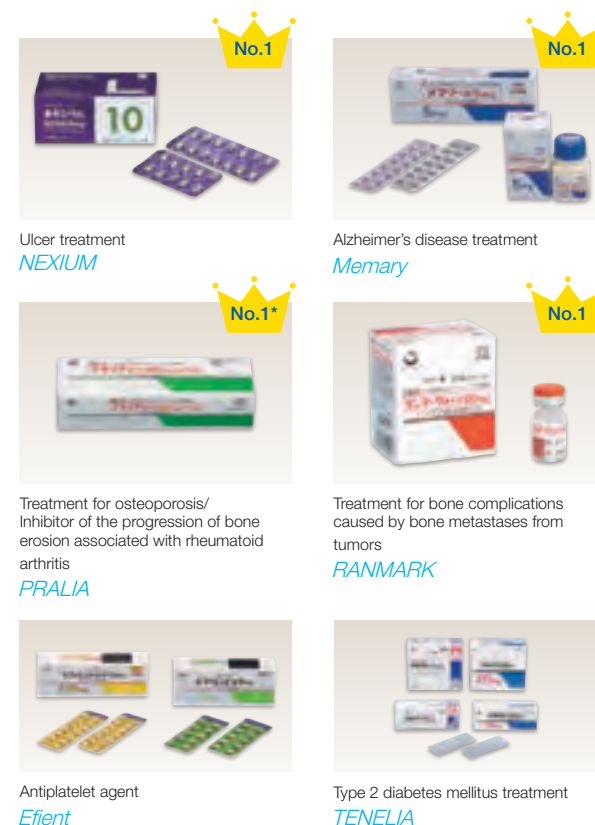 No.1
No.1
10
Ulcer treatment
NEXIUM
Alzheimer's disease treatment
Memary
No.1*
No.1
Treatment for osteoporosis/
Inhibitor of the progression of bone
erosion associated with rheumatoid
arthritis
PRALIA
Treatment for bone complications
caused by bone metastases from
tumors
RANMARK
Antiplatelet agent
Efient
Type 2 diabetes mellitus treatment
TENELIA